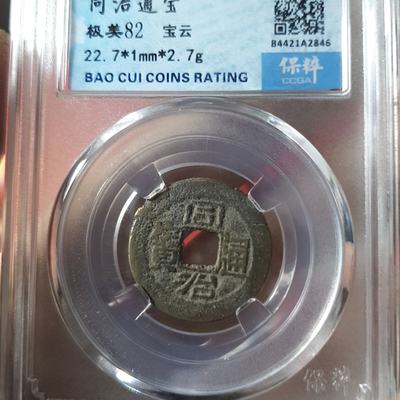 同治通宝
极美82 宝云
22.7*1mm*2.7g
BAO CUI COINS RATING
B4421A2846
保粹
CCGA
同治通寶
保粹